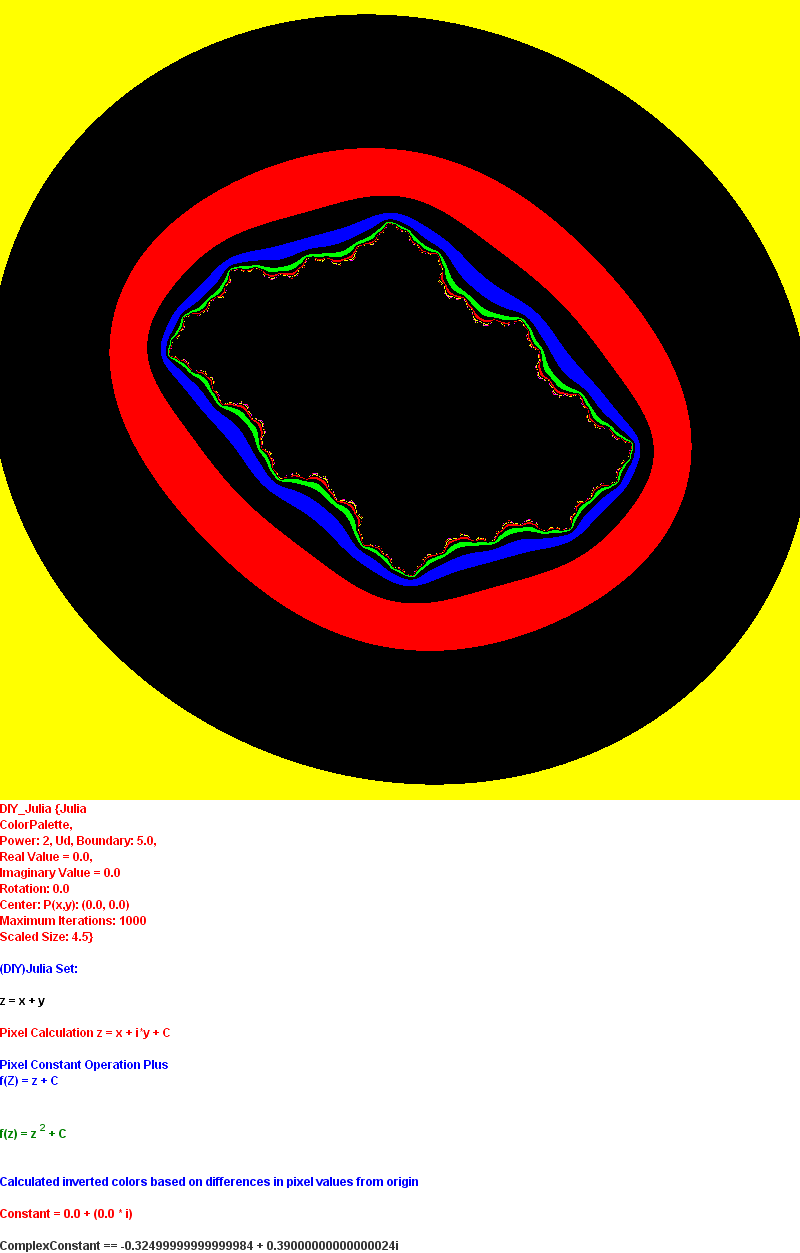 DIY_Julia {Julia
ColorPalette,
Power: 2, Ud, Boundary: 5.0,
Real Value = 0.0,
Imaginary Value = 0.0
Rotation: 0.0
Center: P(x,y): (0.0, 0.0)
Maximum Iterations: 1000
Scaled Size: 4.5}
(DIY)Julia Set:
z = x + y
Pixel Calculation z = x + i*y + C
Pixel Constant Operation Plus
f(Z) = z + C
f(z) = z 2 + C
Calculated inverted colors based on differences in pixel values from origin
Constant = 0.0 + (0.0 * i)
ComplexConstant == -0.32499999999999984 + 0.39000000000000024i